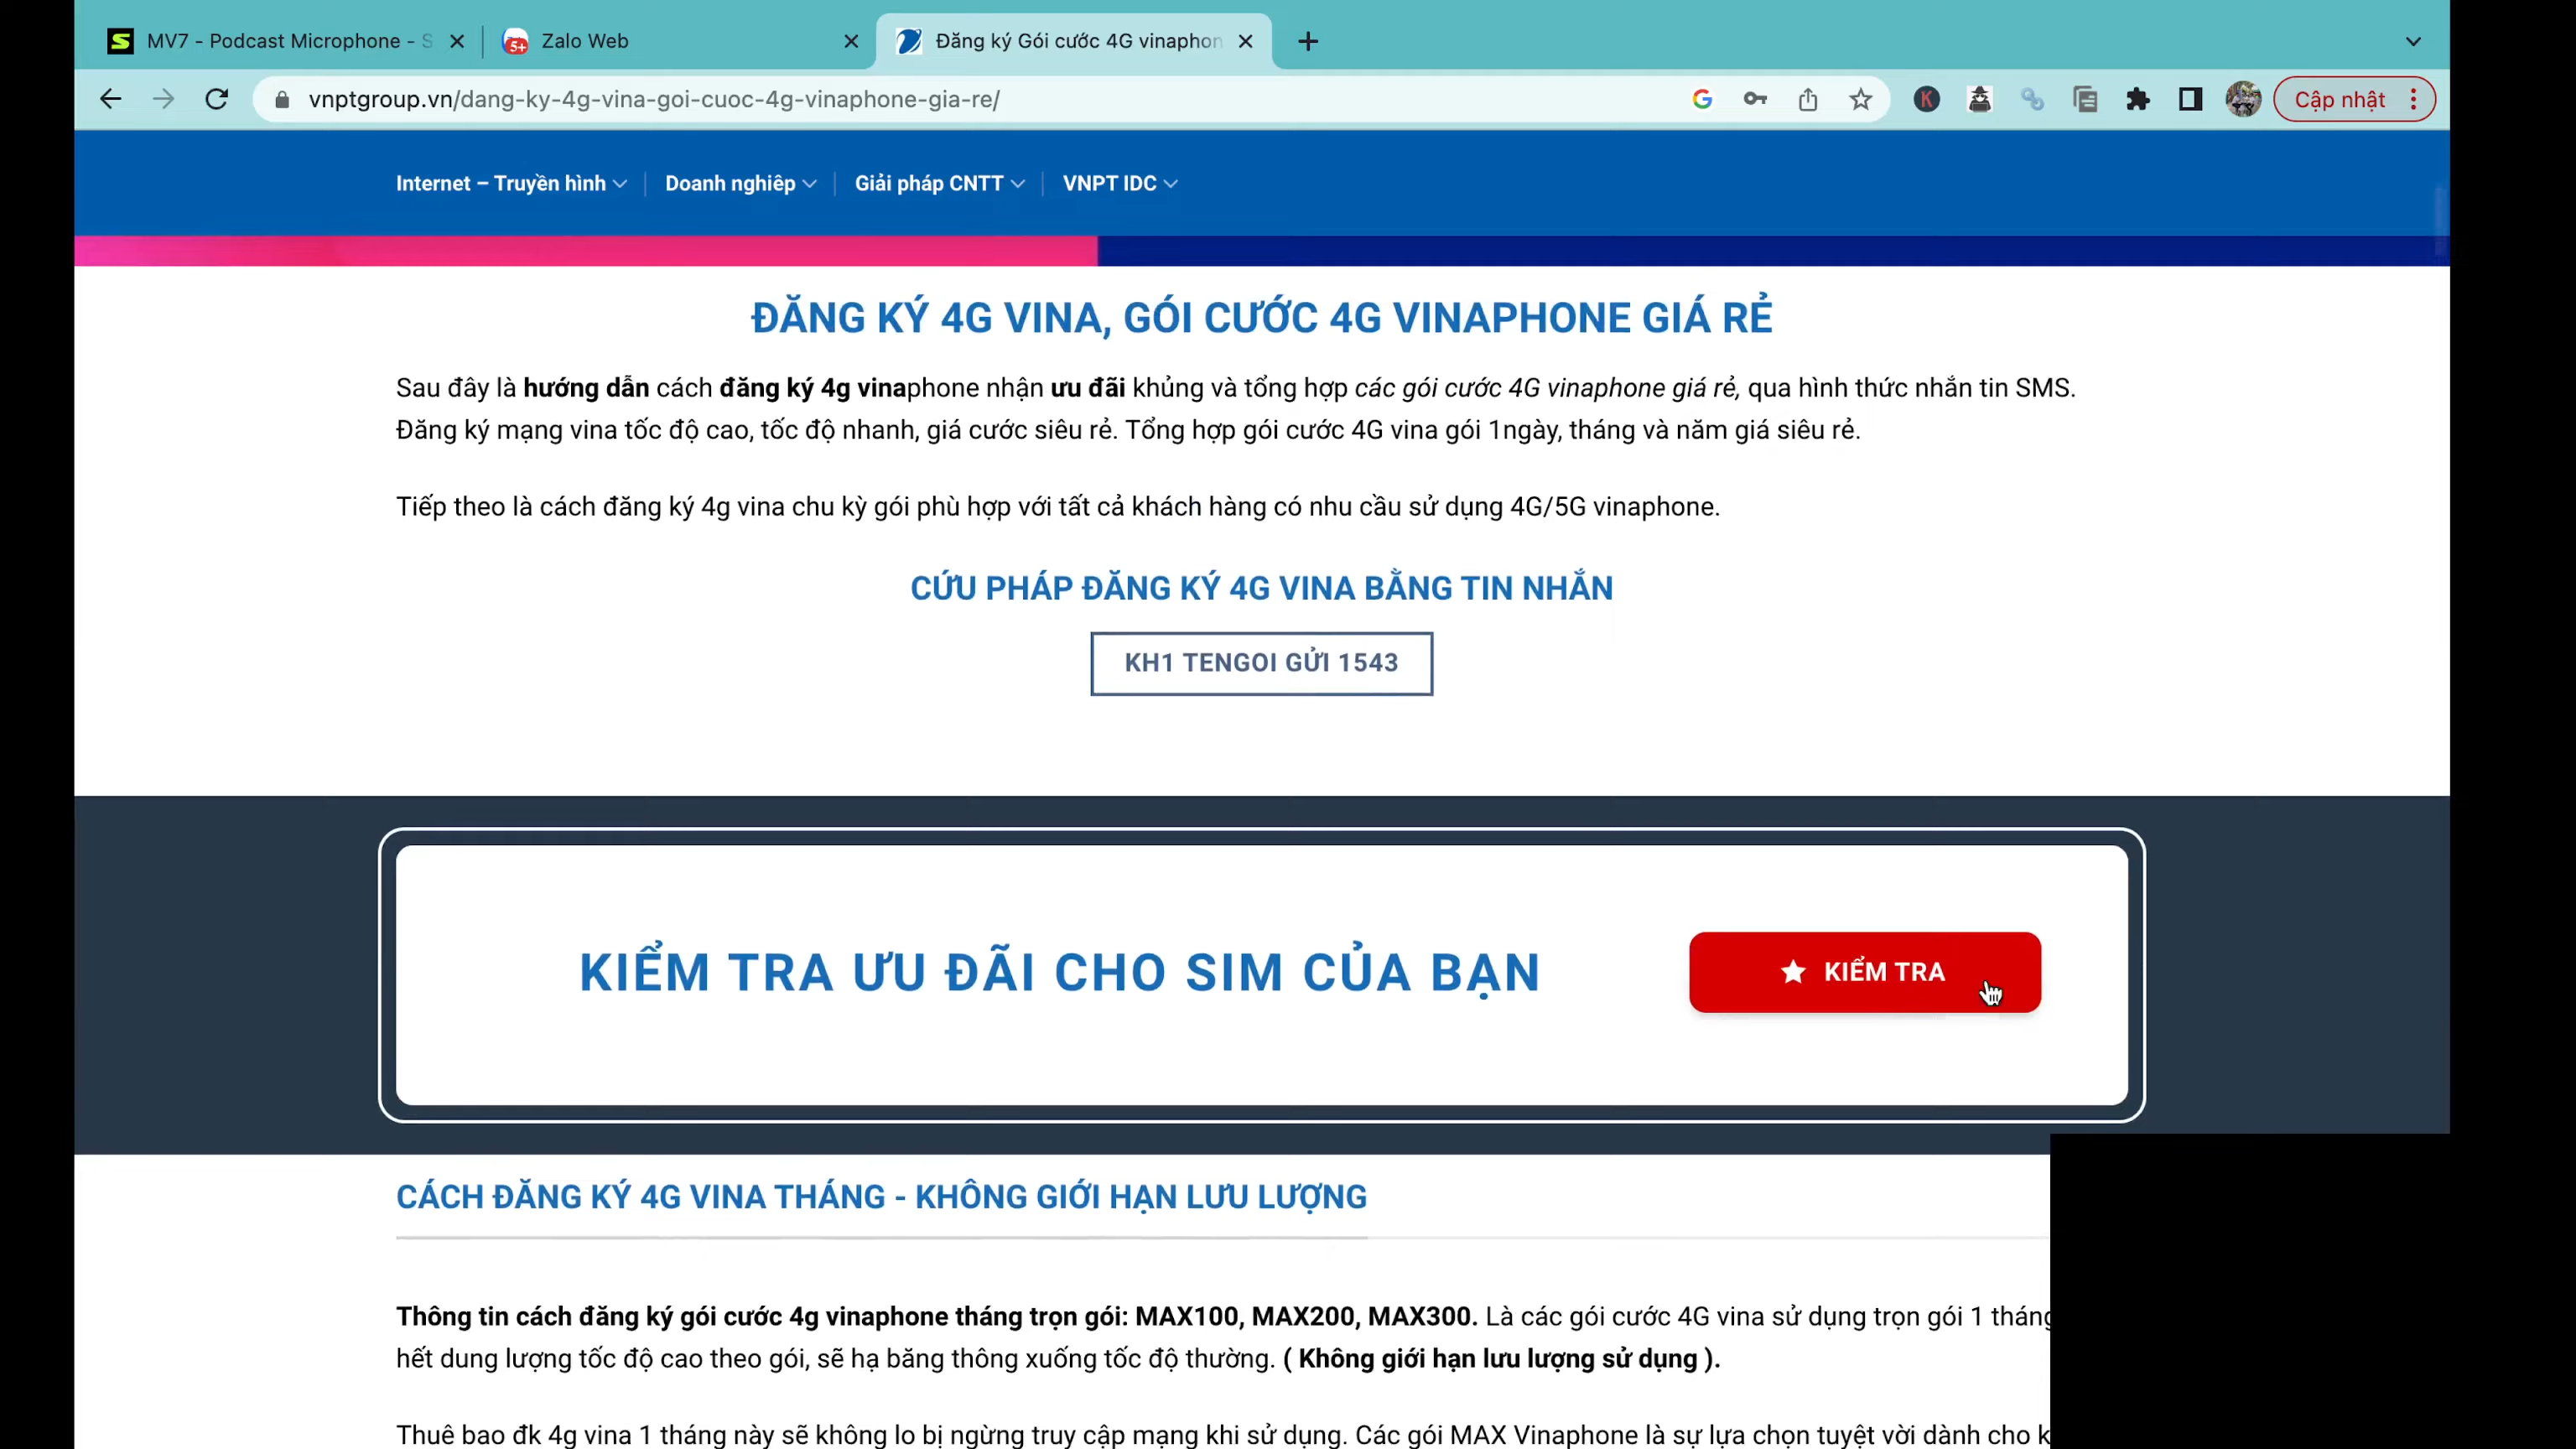 MV7 - Podcast Microphone - S
5+ Zalo Web
Đăng ký Gói cước 4G vinaphon
vnptgroup.vn/dang-ky-4g-vina-goi-cuoc-4g-vinaphone-gia-re/
G
K
Cập nhật
Internet – Truyền hình
Doanh nghiệp
Giải pháp CNTT
VNPT IDC
ĐĂNG KÝ 4G VINA, GÓI CƯỚC 4G VINAPHONE GIÁ RẺ
Sau đây là hướng dẫn cách đăng ký 4g vinaphone nhận ưu đãi khủng và tổng hợp các gói cước 4G vinaphone giá rẻ, qua hình thức nhắn tin SMS.
Đăng ký mạng vina tốc độ cao, tốc độ nhanh, giá cước siêu rẻ. Tổng hợp gói cước 4G vina gói 1ngày, tháng và năm giá siêu rẻ.
Tiếp theo là cách đăng ký 4g vina chu kỳ gói phù hợp với tất cả khách hàng có nhu cầu sử dụng 4G/5G vinaphone.
CỨU PHÁP ĐĂNG KÝ 4G VINA BẰNG TIN NHẮN
KH1 TENGOI GỬI 1543
KIỂM TRA ƯU ĐÃI CHO SIM CỦA BẠN
KIỂM TRA
CÁCH ĐĂNG KÝ 4G VINA THÁNG - KHÔNG GIỚI HẠN LƯU LƯỢNG
Thông tin cách đăng ký gói cước 4g vinaphone tháng trọn gói: MAX100, MAX200, MAX300. Là các gói cước 4G vina sử dụng trọn gói 1 tháng
hết dung lượng tốc độ cao theo gói, sẽ hạ băng thông xuống tốc độ thường. ( Không giới hạn lưu lượng sử dụng ).
Thuê bao đk 4g vina 1 tháng này sẽ không lo bị ngừng truy cập mạng khi sử dụng. Các gói MAX Vinaphone là sự lựa chọn tuyệt vời dành cho k